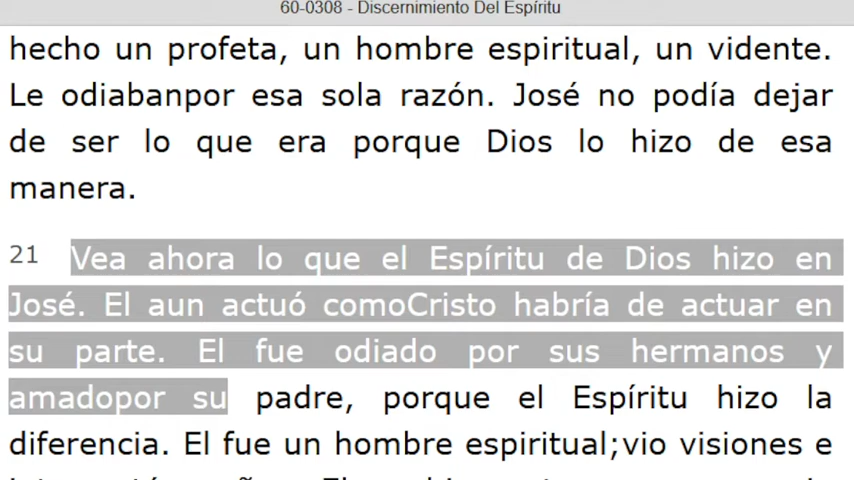 60-0308 - Discernimiento Del Espíritu
hecho un profeta, un hombre espiritual, un vidente.
Le odiabanpor esa sola razón. José no podía dejar
de ser lo que era porque Dios lo hizo de esa
manera.
21 Vea ahora lo que el Espíritu de Dios hizo en
José. El aun actuó comoCristo habría de actuar en
su parte. El fue odiado por sus hermanos y
amadopor su padre, porque el Espíritu hizo la
diferencia. El fue un hombre espiritual;vio visiones e